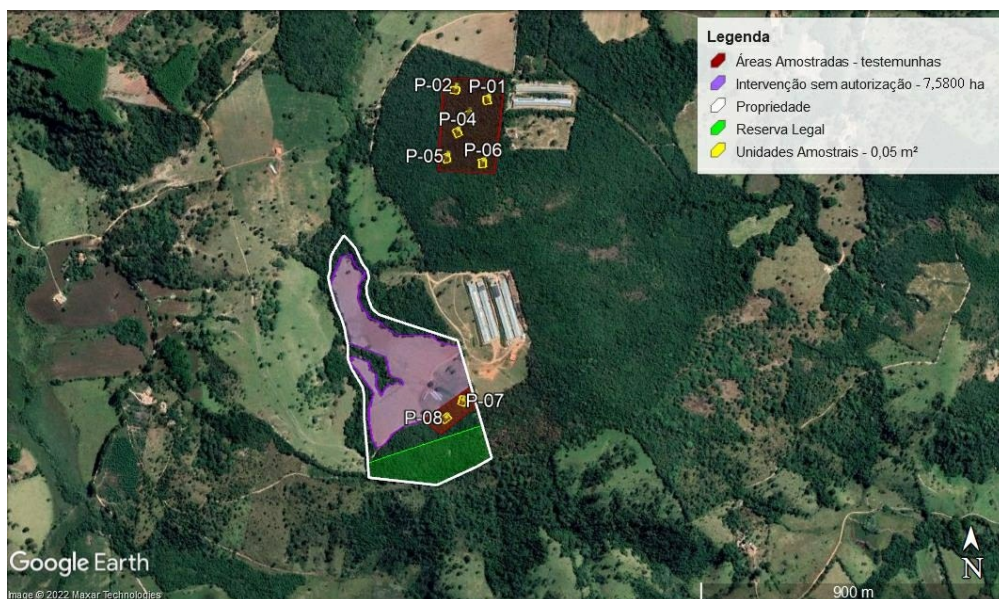 Legenda
Áreas Amostradas - testemunhas
Intervenção sem autorização - 7,5800 ha
Propriedade
Reserva Legal
Unidades Amostrais - 0,05 m²
P-02
P-01
P-04
P-05
P-06
P-07
P-08
Google Earth
Image © 2022 Maxar Technologies
900 m
N